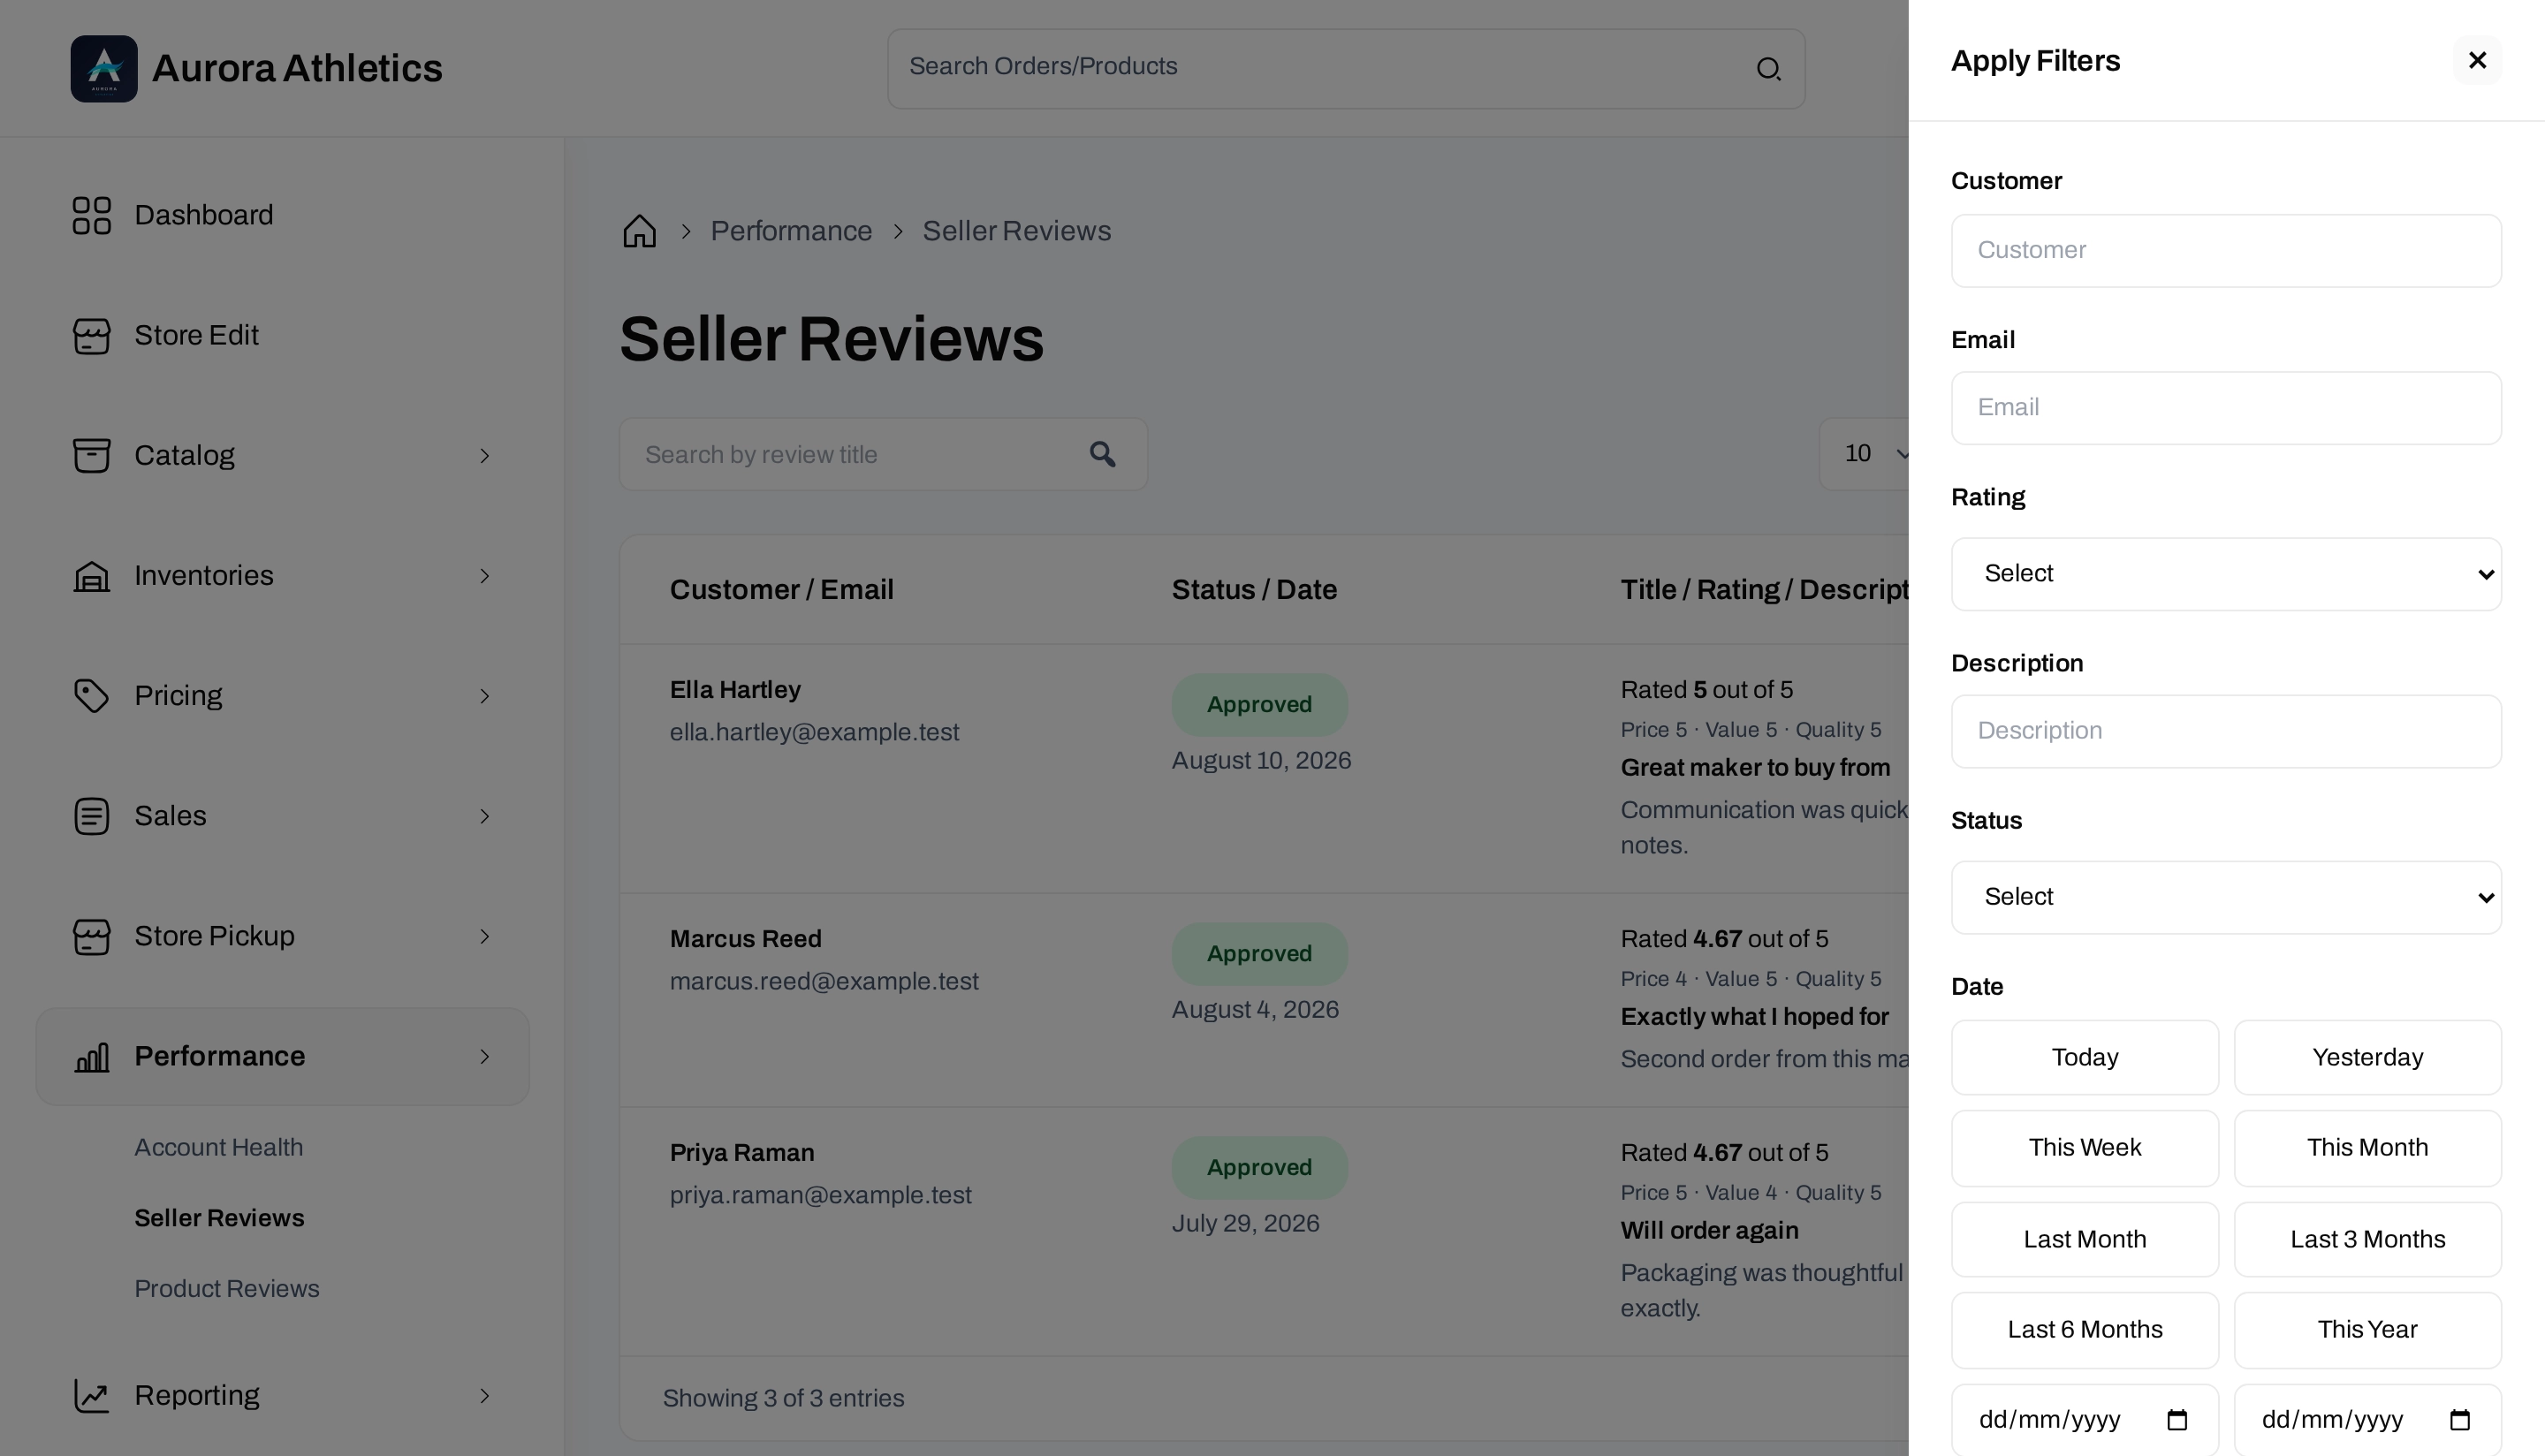 Aurora Athletics
AURORA
Search Orders/Products
Dashboard
Store Edit
Catalog
Inventories
Pricing
Sales
Store Pickup
Performance
Account Health
Seller Reviews
Product Reviews
Reporting
Performance
Seller Reviews
Seller Reviews
Search by review title
10
Customer / Email
Status / Date
Title / Rating / Descript
Ella Hartley
ella.hartley@example.test
Approved
August 10, 2026
Rated 5 out of 5
Price 5 · Value 5 · Quality 5
Great maker to buy from
Communication was quick
notes.
Marcus Reed
marcus.reed@example.test
Approved
August 4, 2026
Rated 4.67 out of 5
Price 4 · Value 5 · Quality 5
Exactly what I hoped for
Second order from this ma
Priya Raman
priya.raman@example.test
Approved
July 29, 2026
Rated 4.67 out of 5
Price 5 · Value 4 · Quality 5
Will order again
Packaging was thoughtful
exactly.
Showing 3 of 3 entries
Apply Filters
Customer
Customer
Email
Email
Rating
Select
Description
Description
Status
Select
Date
Today
Yesterday
This Week
This Month
Last Month
Last 3 Months
Last 6 Months
This Year
dd/mm/yyyy
dd/mm/yyyy